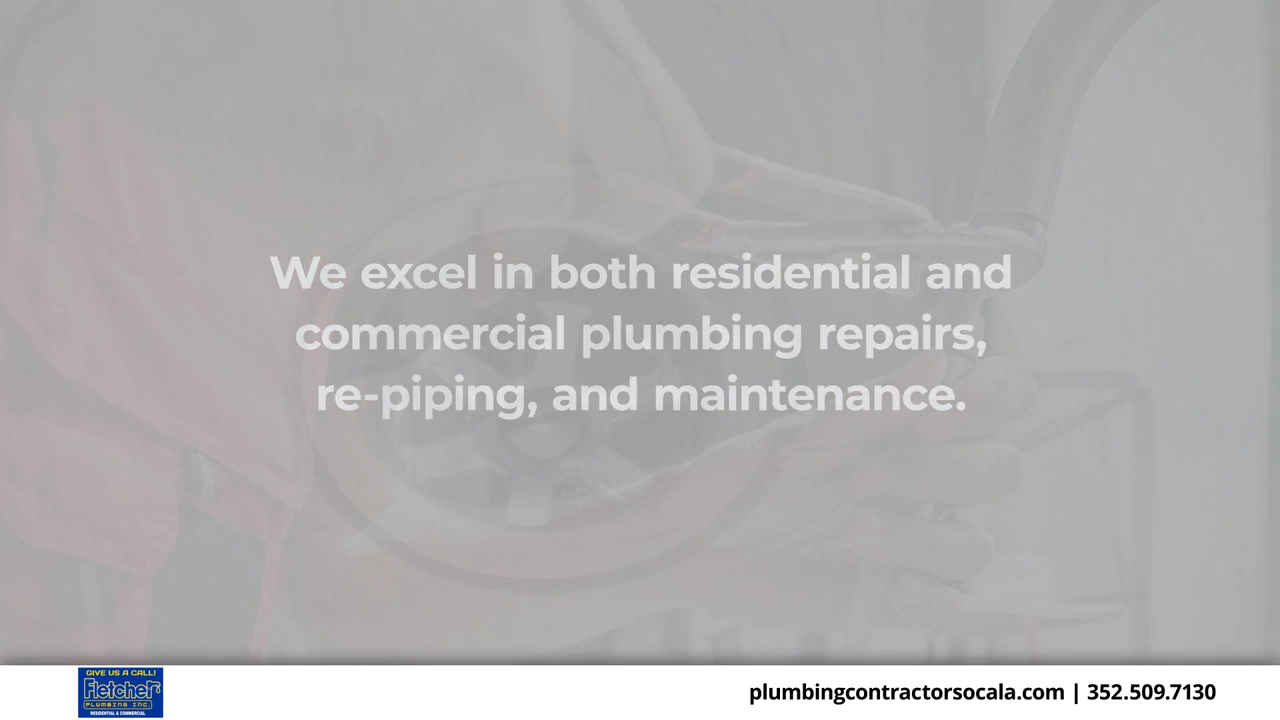 We excel in both residential and
commercial plumbing repairs,
re-piping, and maintenance.
GIVE US A CALL!
Fletcher
PLUMBING INC.
RESIDENTIAL & COMMERCIAL
plumbingcontractorsocala.com | 352.509.7130